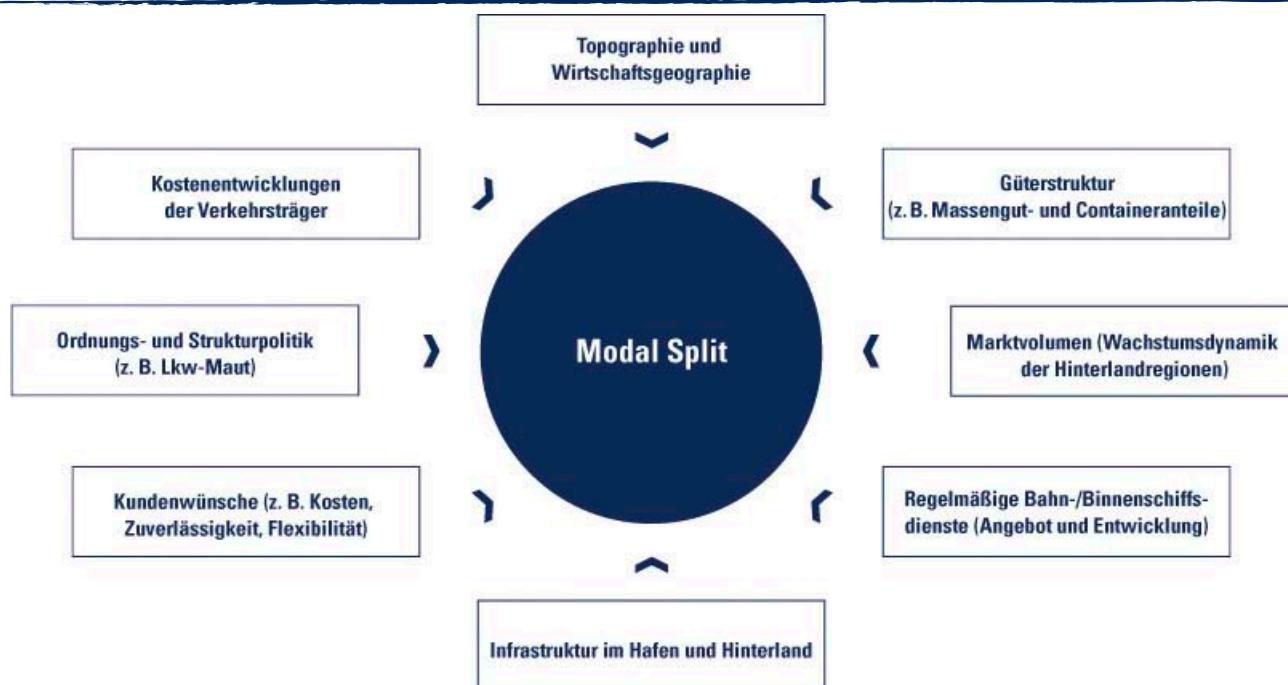 Topographie und
Wirtschaftsgeographie
Kostenentwicklungen
der Verkehrsträger
Güterstruktur
(z. B. Massengut- und Containeranteile)
Ordnungs- und Strukturpolitik
(z. B. Lkw-Maut)
Modal Split
Marktvolumen (Wachstumsdynamik
der Hinterlandregionen)
Kundenwünsche (z. B. Kosten,
Zuverlässigkeit, Flexibilität)
Regelmäßige Bahn-/Binnenschiffs-
dienste (Angebot und Entwicklung)
Infrastruktur im Hafen und Hinterland